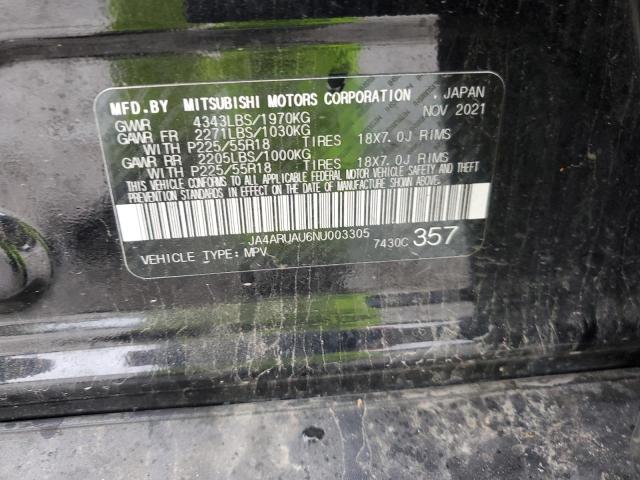 MFD.BY MITSUBISHI MOTORS CORPORATION , JAPAN
NOV 2021
GVWR 4343LBS/1970KG
GAWR FR 2271LBS/1030KG
WITH P225/55R18 TIRES 18X7.0J RIMS
GAWR RR 2205LBS/1000KG
WITH P225/55R18 TIRES 18X7.0J RIMS
THIS VEHICLE CONFORMS TO ALL APPLICABLE FEDERAL MOTOR VEHICLE SAFETY AND THEFT
PREVENTION STANDARDS IN EFFECT ON THE DATE OF MANUFACTURE SHOWN ABOVE.
JA4ARUAU6NU003305
VEHICLE TYPE: MPV 7430C 357